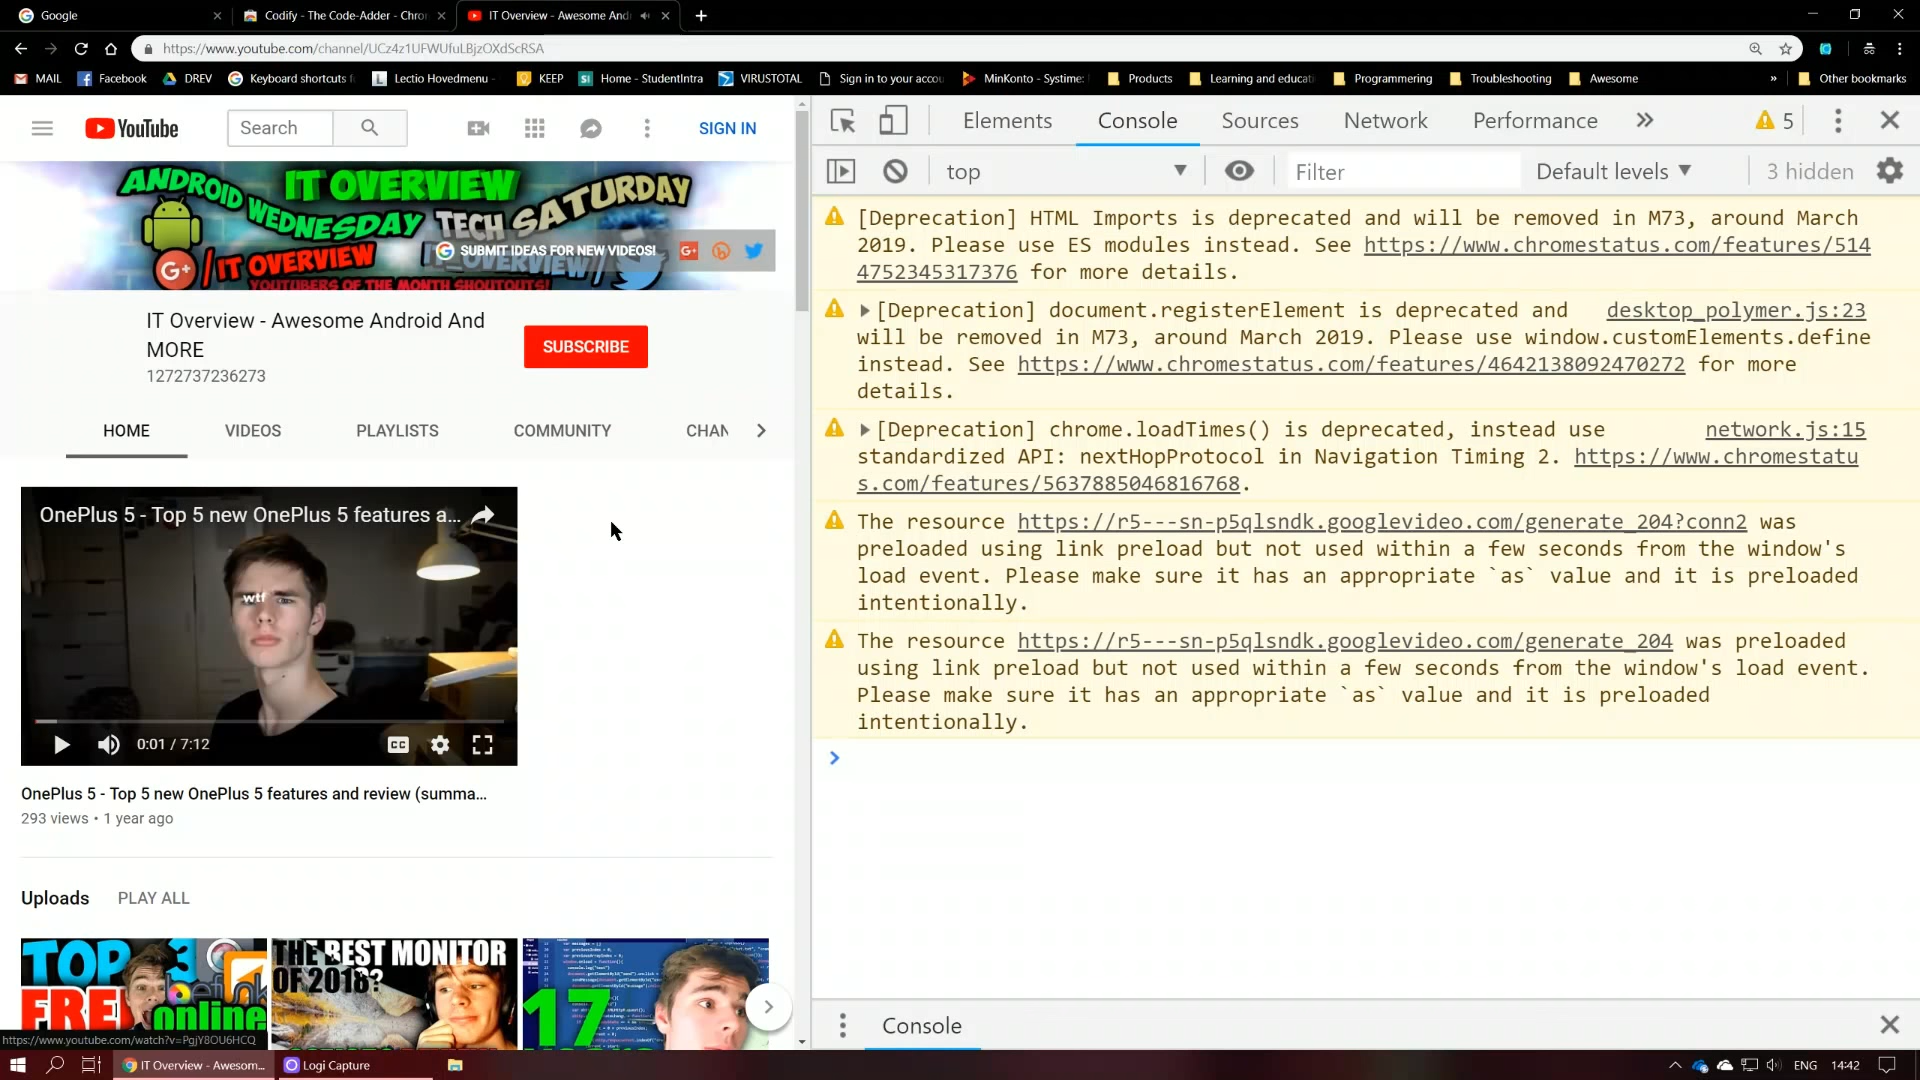 Google
Codify - The Code-Adder - Chro
IT Overview - Awesome And
https://www.youtube.com/channel/UCz4z1UFWUfuLBjzOXdScRSA
MAIL
Facebook
DREV
Keyboard shortcuts f
Lectio Hovedmenu -
KEEP
Home - StudentIntra
VIRUSTOTAL
Sign in to your accou
MinKonto - Systime:
Products
Learning and educati
Programmering
Troubleshooting
Awesome
»
Other bookmarks
YouTube
Search
SIGN IN
ANDROID WEDNESDAY
IT OVERVIEW
TECH SATURDAY
G+ /IT OVERVIEW
IT_OVERVIEW/
SUBMIT IDEAS FOR NEW VIDEOS!
YOUTUBERS OF THE MONTH SHOUTOUTS!
IT Overview - Awesome Android And
MORE
1272737236273
SUBSCRIBE
HOME
VIDEOS
PLAYLISTS
COMMUNITY
CHAN
OnePlus 5 - Top 5 new OnePlus 5 features a...
wtf
0:01 / 7:12
CC
OnePlus 5 - Top 5 new OnePlus 5 features and review (summa...
293 views • 1 year ago
Uploads
PLAY ALL
TOP 3
FREE
online
THE BEST MONITOR
OF 2018?
17
https://www.youtube.com/watch?v=PgjY8OU6HCQ
Elements
Console
Sources
Network
Performance
»
5
top
Filter
Default levels
3 hidden
[Deprecation] HTML Imports is deprecated and will be removed in M73, around March
2019. Please use ES modules instead. See https://www.chromestatus.com/features/514
4752345317376 for more details.
[Deprecation] document.registerElement is deprecated and desktop_polymer.js:23
will be removed in M73, around March 2019. Please use window.customElements.define
instead. See https://www.chromestatus.com/features/4642138092470272 for more
details.
[Deprecation] chrome.loadTimes() is deprecated, instead use network.js:15
standardized API: nextHopProtocol in Navigation Timing 2. https://www.chromestatu
s.com/features/5637885046816768.
The resource https://r5---sn-p5qlsndk.googlevideo.com/generate_204?conn2 was
preloaded using link preload but not used within a few seconds from the window's
load event. Please make sure it has an appropriate `as` value and it is preloaded
intentionally.
The resource https://r5---sn-p5qlsndk.googlevideo.com/generate_204 was preloaded
using link preload but not used within a few seconds from the window's load event.
Please make sure it has an appropriate `as` value and it is preloaded
intentionally.
Console
IT Overview - Awesom...
Logi Capture
ENG
14:42